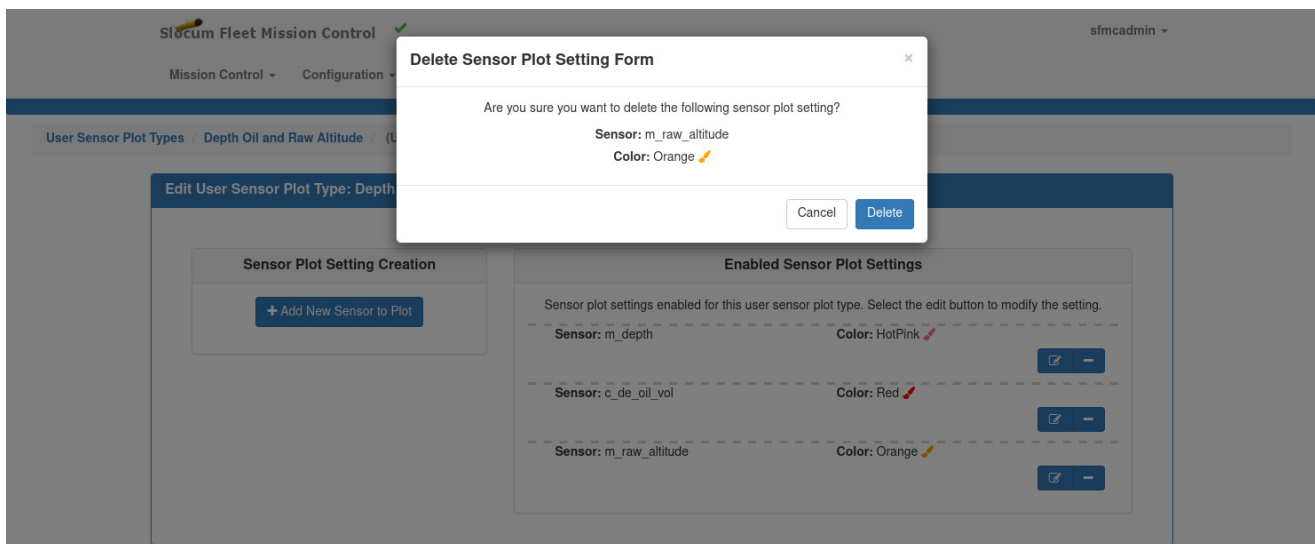 Slocum Fleet Mission Control
sfmcadmin
Mission Control
Configuration
Delete Sensor Plot Setting Form
×
Are you sure you want to delete the following sensor plot setting?
Sensor: m_raw_altitude
Color: Orange
Cancel
Delete
User Sensor Plot Types / Depth Oil and Raw Altitude / (U
Edit User Sensor Plot Type: Depth
Sensor Plot Setting Creation
+ Add New Sensor to Plot
Enabled Sensor Plot Settings
Sensor plot settings enabled for this user sensor plot type. Select the edit button to modify the setting.
Sensor: m_depth Color: HotPink
Sensor: c_de_oil_vol Color: Red
Sensor: m_raw_altitude Color: Orange